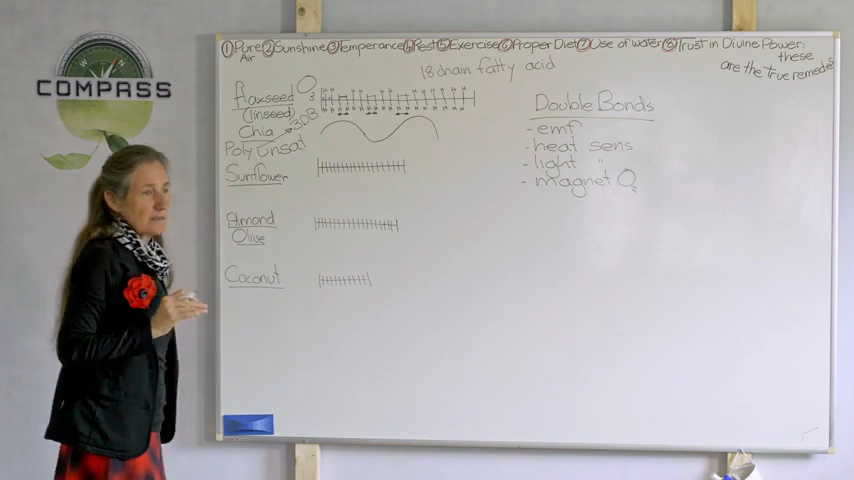 ①Pure ②Sunshine ③Temperance ④Rest ⑤Exercise ⑥Proper Diet ⑦Use of water ⑧Trust in Divine Power:
Air
these
are the true remedies
18 chain fatty acid
N
W
COMPASS
Flaxseed
3
(linseed)
3DB
Chia
Poly unsat
Sunflower
Almond
Olive
Coconut
Double Bonds
- emf
- heat sens
- light "
- magnet O₂